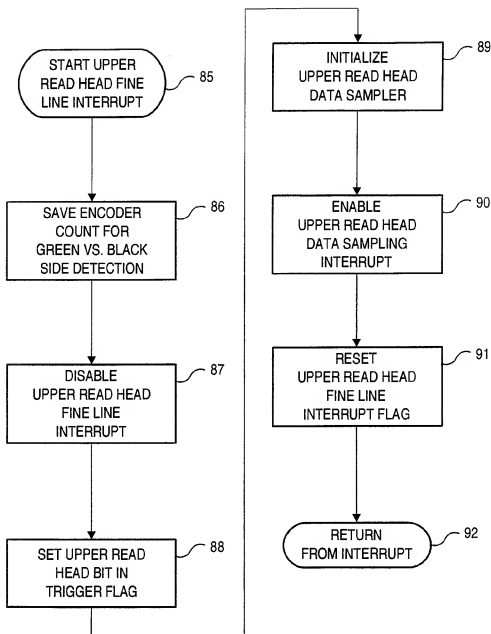 START UPPER
READ HEAD FINE
LINE INTERRUPT
85
SAVE ENCODER
COUNT FOR
GREEN VS. BLACK
SIDE DETECTION
86
DISABLE
UPPER READ HEAD
FINE LINE
INTERRUPT
87
SET UPPER READ
HEAD BIT IN
TRIGGER FLAG
88
INITIALIZE
UPPER READ HEAD
DATA SAMPLER
89
ENABLE
UPPER READ HEAD
DATA SAMPLING
INTERRUPT
90
RESET
UPPER READ HEAD
FINE LINE
INTERRUPT FLAG
91
RETURN
FROM INTERRUPT
92